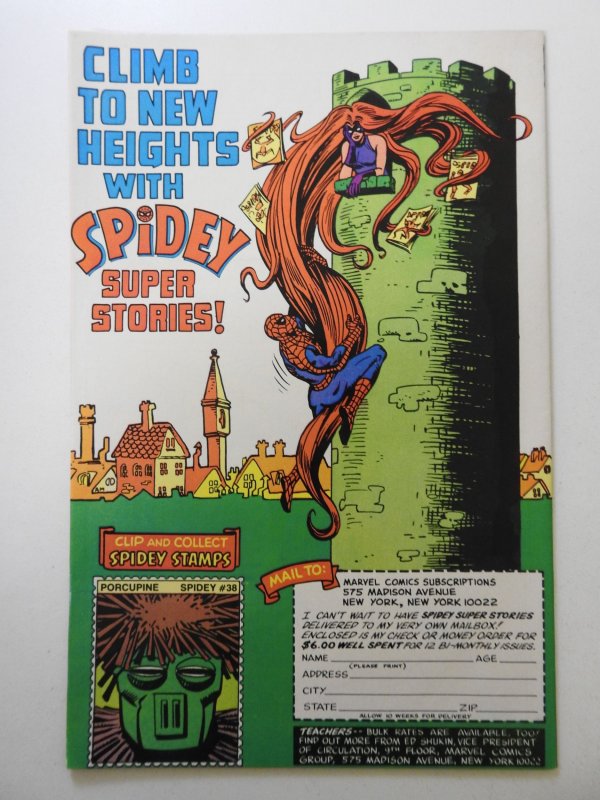 CLIMB
TO NEW
HEIGHTS
WITH
SPIDEY
SUPER
STORIES!
CLIP AND COLLECT
SPIDEY STAMPS
PORCUPINE SPIDEY #38
MAIL TO:
MARVEL COMICS SUBSCRIPTIONS
575 MADISON AVENUE
NEW YORK, NEW YORK 10022
I CAN'T WAIT TO HAVE SPIDEY SUPER STORIES
DELIVERED TO MY VERY OWN MAILBOX!
ENCLOSED IS MY CHECK OR MONEY ORDER FOR
$6.00 WELL SPENT FOR 12 BI-MONTHLY ISSUES.
NAME AGE
(PLEASE PRINT)
ADDRESS
CITY
STATE ZIP
ALLOW 10 WEEKS FOR DELIVERY
TEACHERS-- BULK RATES ARE AVAILABLE, TOO!
FIND OUT MORE FROM ED SHUKIN, VICE PRESIDENT
OF CIRCULATION, 9TH FLOOR, MARVEL COMICS
GROUP, 575 MADISON AVENUE, NEW YORK 10022